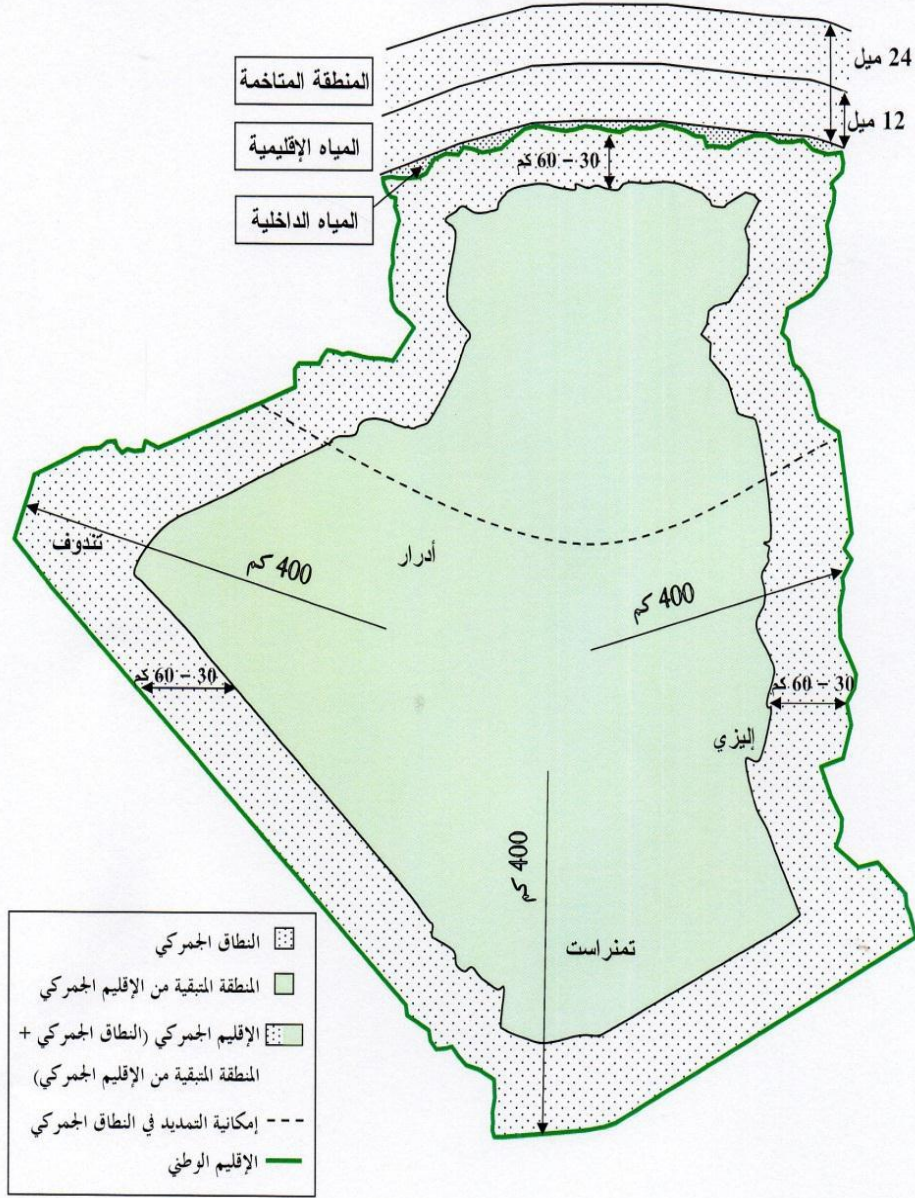 24 ميل
المنطقة المتاخمة
12 ميل
المياه الإقليمية
30 – 60 كم
المياه الداخلية
تندوف
أدرار
400 كم
400 كم
30 – 60 كم
30 – 60 كم
إليزي
400 كم
تمنراست
النطاق الجمركي
المنطقة المتبقية من الإقليم الجمركي
الإقليم الجمركي (النطاق الجمركي +
المنطقة المتبقية من الإقليم الجمركي)
إمكانية التمديد في النطاق الجمركي
الإقليم الوطني